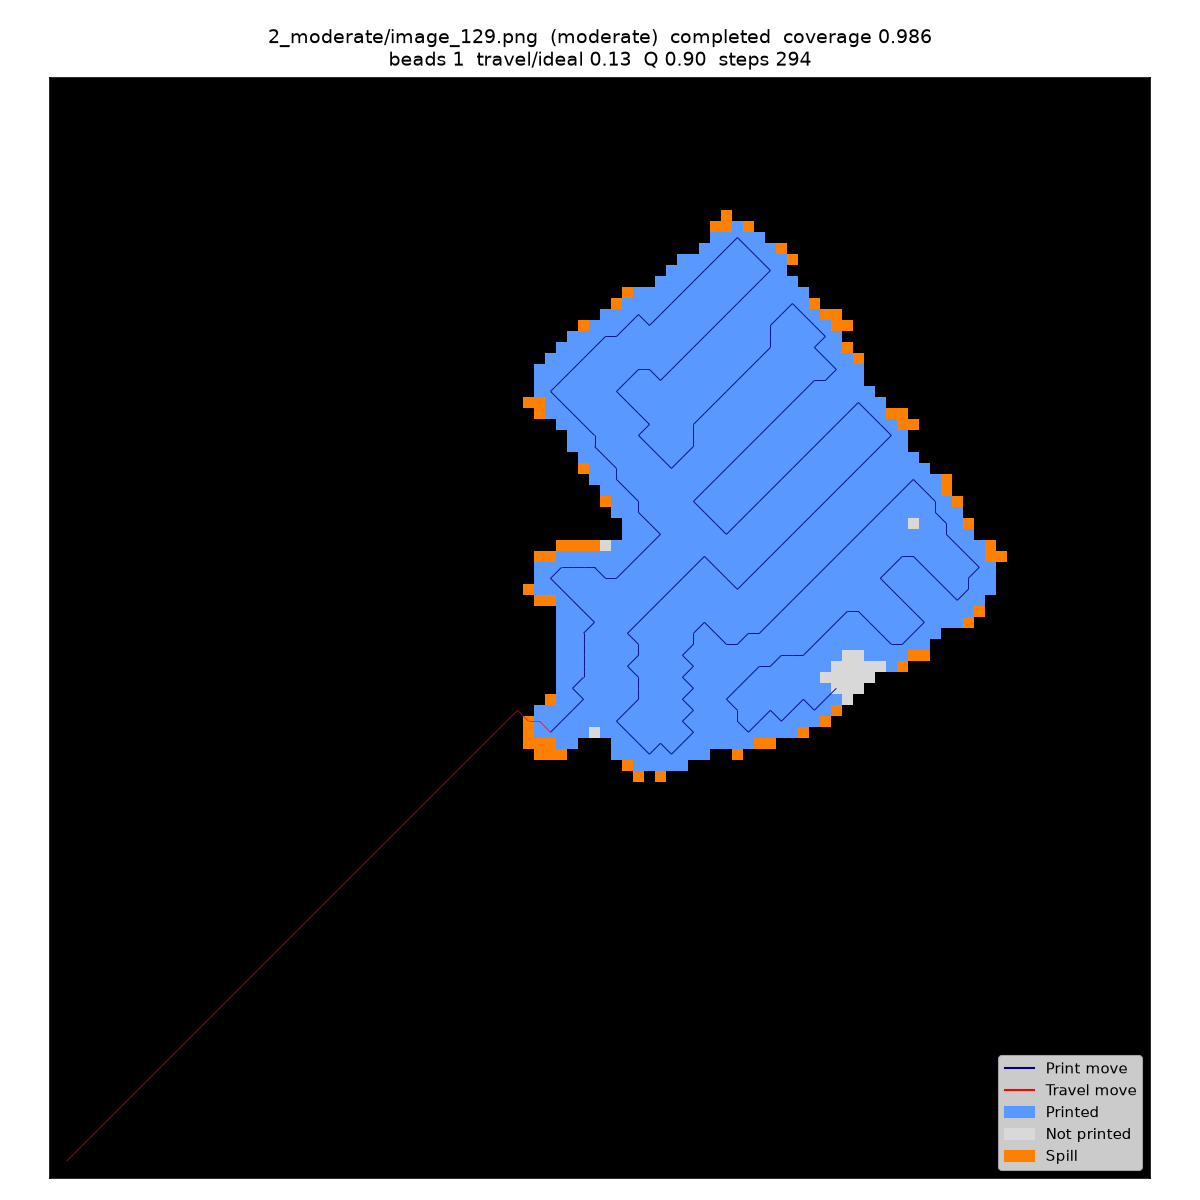 2_moderate/image_129.png  (moderate)  completed  coverage 0.986
beads 1  travel/ideal 0.13  Q 0.90  steps 294
Print move
Travel move
Printed
Not printed
Spill